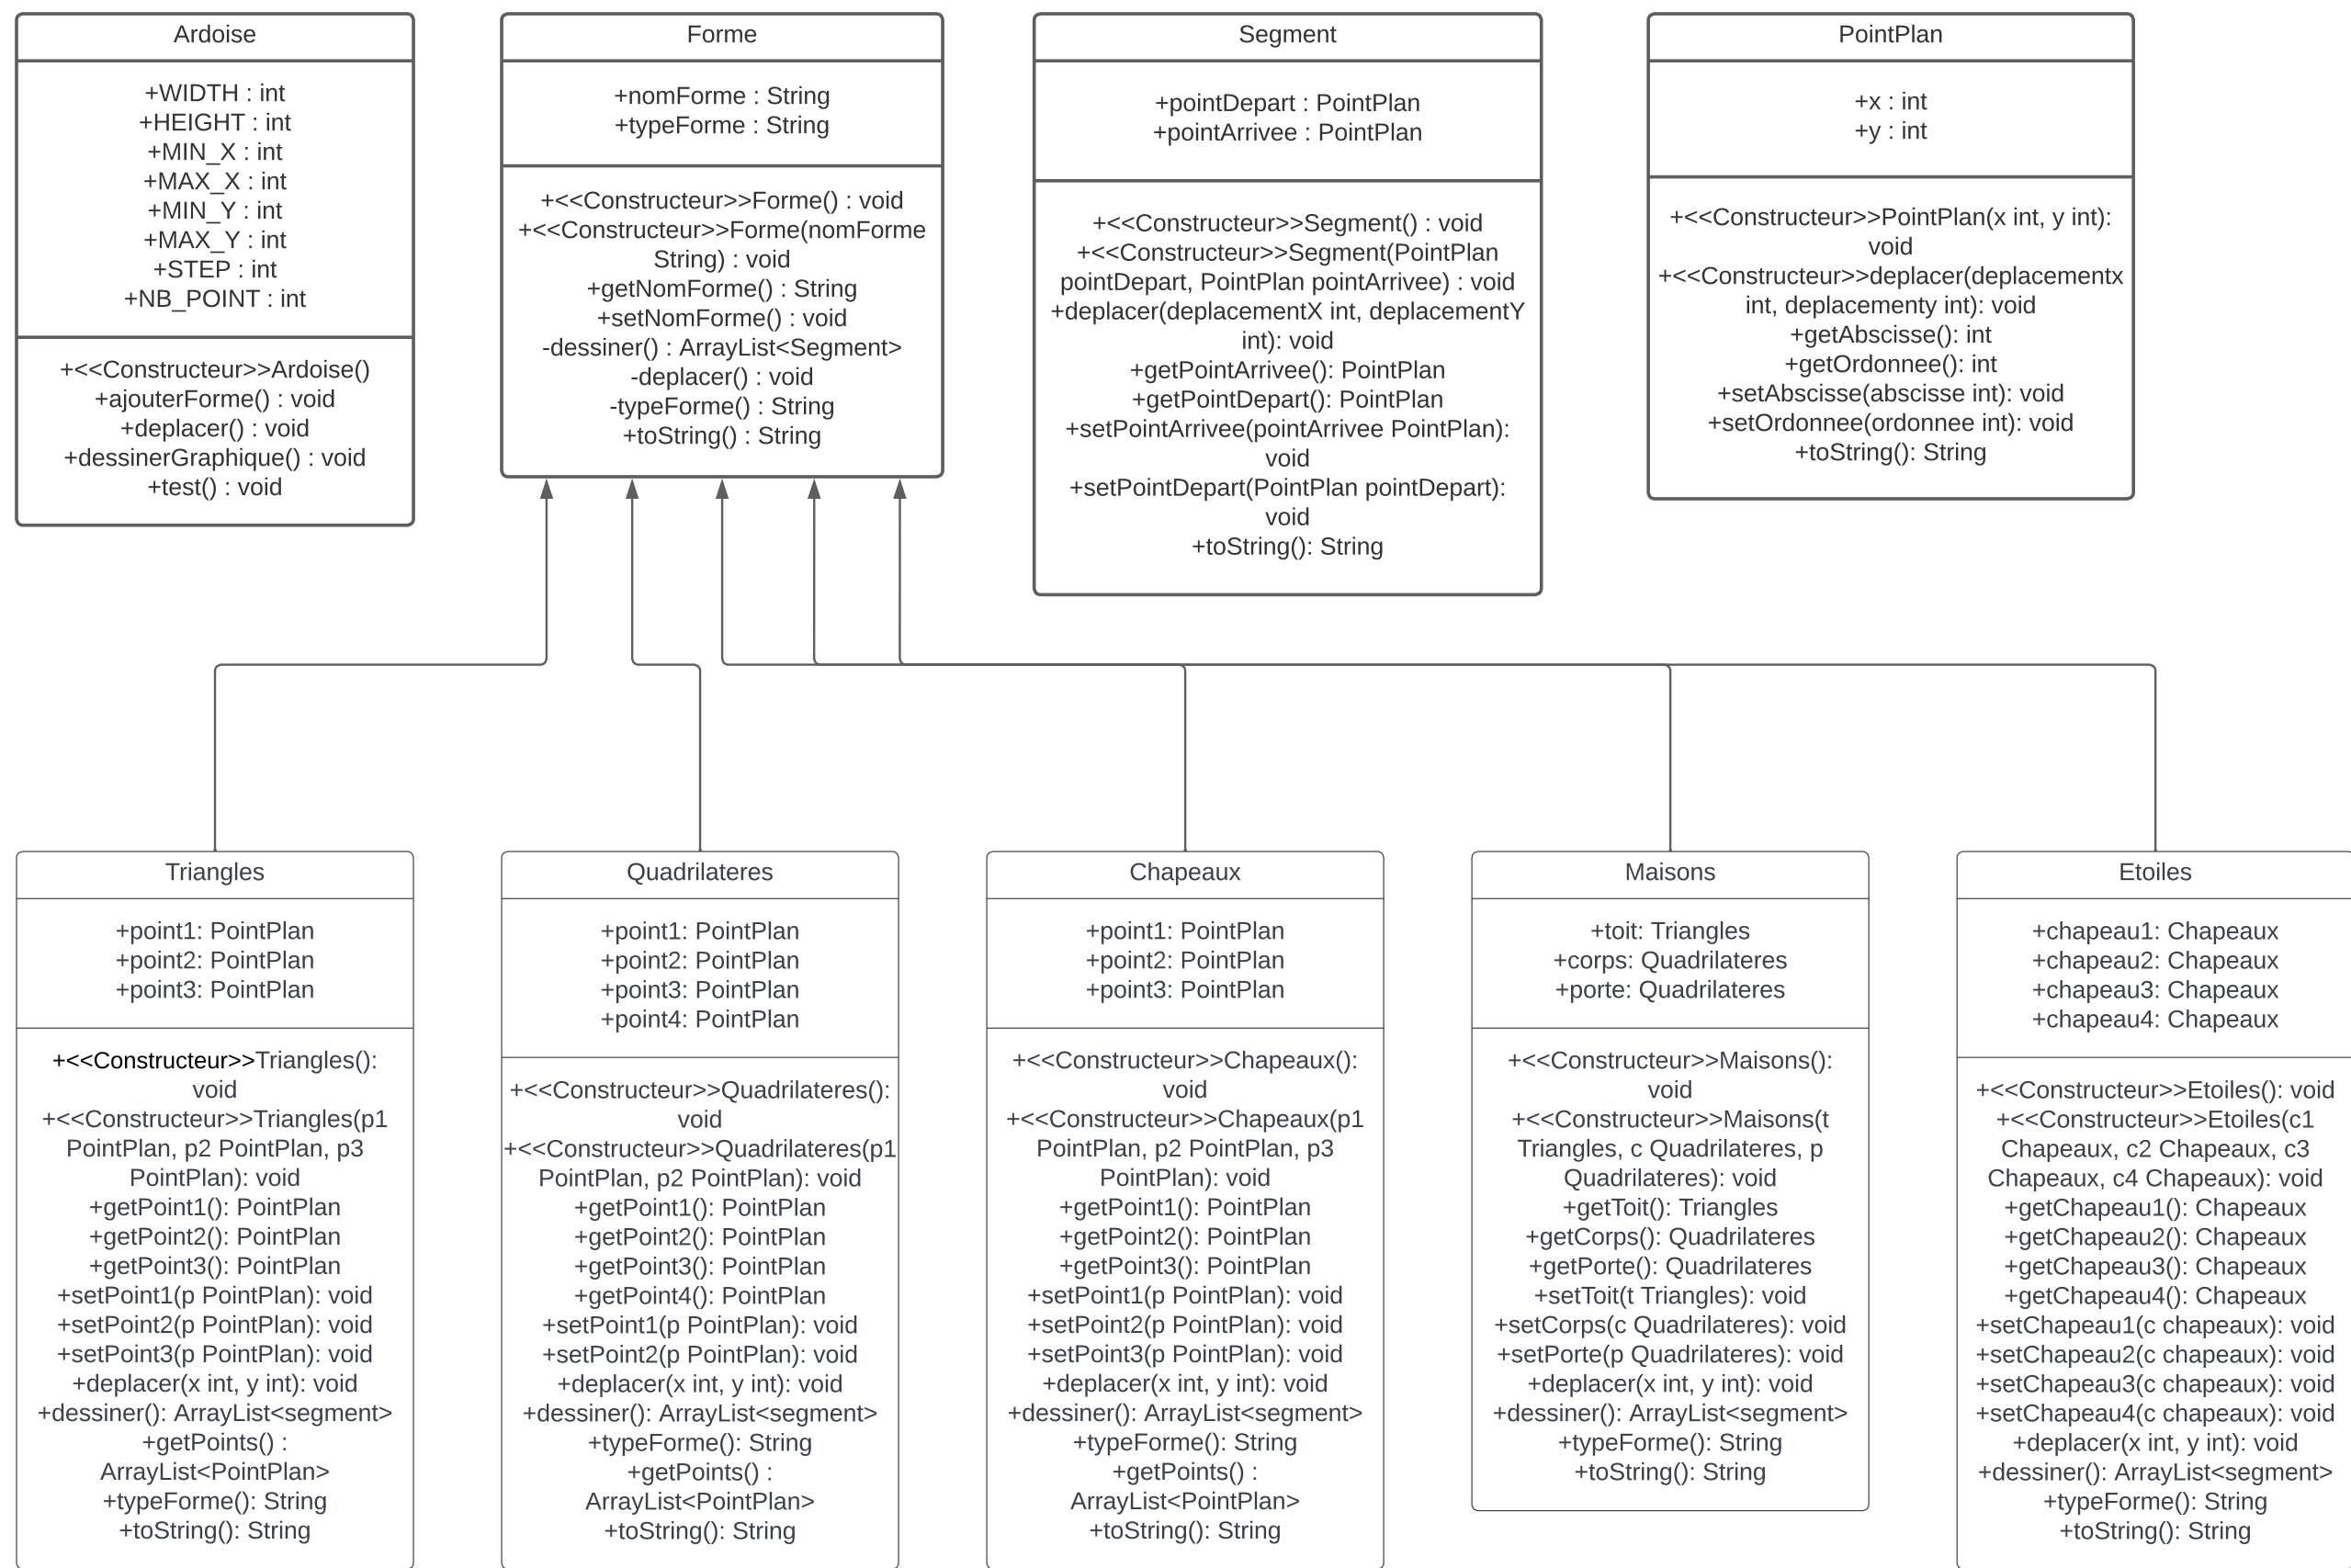 Ardoise
+WIDTH : int
+HEIGHT : int
+MIN_X : int
+MAX_X : int
+MIN_Y : int
+MAX_Y : int
+STEP : int
+NB_POINT : int
+<<Constructeur>>Ardoise()
+ajouterForme() : void
+deplacer() : void
+dessinerGraphique() : void
+test() : void
Forme
+nomForme : String
+typeForme : String
+<<Constructeur>>Forme() : void
+<<Constructeur>>Forme(nomForme
String) : void
+getNomForme() : String
+setNomForme() : void
-dessiner() : ArrayList<Segment>
-deplacer() : void
-typeForme() : String
+toString() : String
Segment
+pointDepart : PointPlan
+pointArrivee : PointPlan
+<<Constructeur>>Segment() : void
+<<Constructeur>>Segment(PointPlan
pointDepart, PointPlan pointArrivee) : void
+deplacer(deplacementX int, deplacementY
int): void
+getPointArrivee(): PointPlan
+getPointDepart(): PointPlan
+setPointArrivee(pointArrivee PointPlan):
void
+setPointDepart(PointPlan pointDepart):
void
+toString(): String
PointPlan
+x : int
+y : int
+<<Constructeur>>PointPlan(x int, y int):
void
+<<Constructeur>>deplacer(deplacementx
int, deplacementy int): void
+getAbscisse(): int
+getOrdonnee(): int
+setAbscisse(abscisse int): void
+setOrdonnee(ordonnee int): void
+toString(): String
Triangles
+point1: PointPlan
+point2: PointPlan
+point3: PointPlan
+<<Constructeur>>Triangles():
void
+<<Constructeur>>Triangles(p1
PointPlan, p2 PointPlan, p3
PointPlan): void
+getPoint1(): PointPlan
+getPoint2(): PointPlan
+getPoint3(): PointPlan
+setPoint1(p PointPlan): void
+setPoint2(p PointPlan): void
+setPoint3(p PointPlan): void
+deplacer(x int, y int): void
+dessiner(): ArrayList<segment>
+getPoints() :
ArrayList<PointPlan>
+typeForme(): String
+toString(): String
Quadrilateres
+point1: PointPlan
+point2: PointPlan
+point3: PointPlan
+point4: PointPlan
+<<Constructeur>>Quadrilateres():
void
+<<Constructeur>>Quadrilateres(p1
PointPlan, p2 PointPlan): void
+getPoint1(): PointPlan
+getPoint2(): PointPlan
+getPoint3(): PointPlan
+getPoint4(): PointPlan
+setPoint1(p PointPlan): void
+setPoint2(p PointPlan): void
+deplacer(x int, y int): void
+dessiner(): ArrayList<segment>
+typeForme(): String
+getPoints() :
ArrayList<PointPlan>
+toString(): String
Chapeaux
+point1: PointPlan
+point2: PointPlan
+point3: PointPlan
+<<Constructeur>>Chapeaux():
void
+<<Constructeur>>Chapeaux(p1
PointPlan, p2 PointPlan, p3
PointPlan): void
+getPoint1(): PointPlan
+getPoint2(): PointPlan
+getPoint3(): PointPlan
+setPoint1(p PointPlan): void
+setPoint2(p PointPlan): void
+setPoint3(p PointPlan): void
+deplacer(x int, y int): void
+dessiner(): ArrayList<segment>
+typeForme(): String
+getPoints() :
ArrayList<PointPlan>
+toString(): String
Maisons
+toit: Triangles
+corps: Quadrilateres
+porte: Quadrilateres
+<<Constructeur>>Maisons():
void
+<<Constructeur>>Maisons(t
Triangles, c Quadrilateres, p
Quadrilateres): void
+getToit(): Triangles
+getCorps(): Quadrilateres
+getPorte(): Quadrilateres
+setToit(t Triangles): void
+setCorps(c Quadrilateres): void
+setPorte(p Quadrilateres): void
+deplacer(x int, y int): void
+dessiner(): ArrayList<segment>
+typeForme(): String
+toString(): String
Etoiles
+chapeau1: Chapeaux
+chapeau2: Chapeaux
+chapeau3: Chapeaux
+chapeau4: Chapeaux
+<<Constructeur>>Etoiles(): void
+<<Constructeur>>Etoiles(c1
Chapeaux, c2 Chapeaux, c3
Chapeaux, c4 Chapeaux): void
+getChapeau1(): Chapeaux
+getChapeau2(): Chapeaux
+getChapeau3(): Chapeaux
+getChapeau4(): Chapeaux
+setChapeau1(c chapeaux): void
+setChapeau2(c chapeaux): void
+setChapeau3(c chapeaux): void
+setChapeau4(c chapeaux): void
+deplacer(x int, y int): void
+dessiner(): ArrayList<segment>
+typeForme(): String
+toString(): String